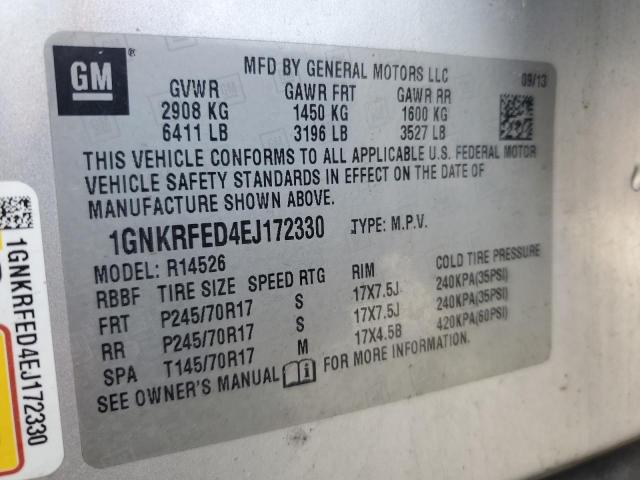 GM
®
MFD BY GENERAL MOTORS LLC 09/13
GVWR GAWR FRT GAWR RR
2908 KG 1450 KG 1600 KG
6411 LB 3196 LB 3527 LB
THIS VEHICLE CONFORMS TO ALL APPLICABLE U.S. FEDERAL MOTOR
VEHICLE SAFETY STANDARDS IN EFFECT ON THE DATE OF
MANUFACTURE SHOWN ABOVE.
1GNKRFED4EJ172330 TYPE: M.P.V.
MODEL: R14526
RBBF TIRE SIZE SPEED RTG RIM COLD TIRE PRESSURE
FRT P245/70R17 S 17X7.5J 240KPA(35PSI)
RR P245/70R17 S 17X7.5J 240KPA(35PSI)
SPA T145/70R17 M 17X4.5B 420KPA(60PSI)
SEE OWNER'S MANUAL FOR MORE INFORMATION.
1GNKRFED4EJ172330